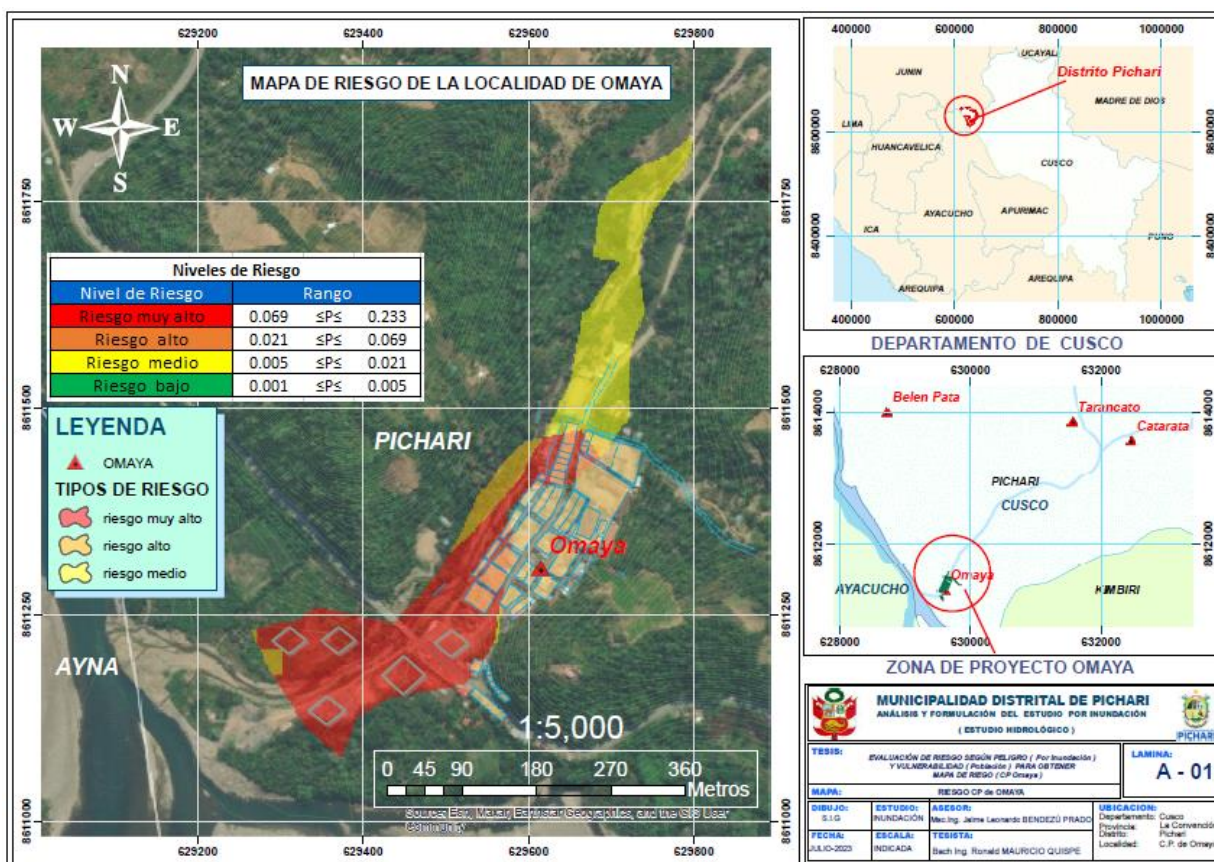 629200 629400 629600 629800
MAPA DE RIESGO DE LA LOCALIDAD DE OMAYA
N
W E
S
8611750
8611500
8611250
8611000
Niveles de Riesgo
Nivel de Riesgo Rango
Riesgo muy alto 0.069 ≤P≤ 0.233
Riesgo alto 0.021 ≤P≤ 0.069
Riesgo medio 0.005 ≤P≤ 0.021
Riesgo bajo 0.001 ≤P≤ 0.005
LEYENDA
OMAYA
TIPOS DE RIESGO
riesgo muy alto
riesgo alto
riesgo medio
PICHARI
Omaya
AYNA
1:5,000
0 45 90 180 270 360
Metros
Source: Esri, Maxar, Earthstar Geographics, and the GIS User
Community
8611750
8611500
8611250
8611000
629200 629400 629600 629800
400000 600000 800000 1000000
UCAYALI
JUNIN
Distrito Pichari
MADRE DE DIOS
LIMA
HUANCAVELICA
CUSCO
AYACUCHO
APURIMAC
ICA
PUNO
AREQUIPA
AREQUIPA
8600000
8400000
8600000
8400000
400000 600000 800000 1000000
DEPARTAMENTO DE CUSCO
628000 630000 632000
8614000
8612000
Belen Pata
Tarancato
Catarata
PICHARI
CUSCO
Omaya
AYACUCHO
KIMBIRI
8614000
8612000
628000 630000 632000
ZONA DE PROYECTO OMAYA
MUNICIPALIDAD DISTRITAL DE PICHARI
ANÁLISIS Y FORMULACIÓN DEL ESTUDIO POR INUNDACIÓN
( ESTUDIO HIDROLÓGICO )
PICHARI
TESIS:
EVALUACIÓN DE RIESGO SEGÚN PELIGRO ( Por Inundación )
Y VULNERABILIDAD ( Población ) PARA OBTENER
MAPA DE RIEGO ( CP Omaya )
LAMINA:
A - 01
MAPA: RIESGO CP de OMAYA
DIBUJO:
S.I.G
ESTUDIO:
INUNDACIÓN
ASESOR:
Msc.Ing. Jaime Leonardo BENDEZÚ PRADO
UBICACION:
Departamento: Cusco
Provincia: La Convención
Distrito: Pichari
Localidad: C.P. de Omaya
FECHA:
JULIO-2023
ESCALA:
INDICADA
TESISTA:
Bach Ing. Ronald MAURICIO QUISPE